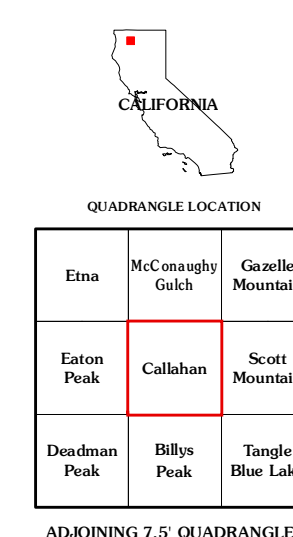 CALIFORNIA
QUADRANGLE LOCATION
Etna
McConaughy
Gulch
Gazelle
Mountai
Eaton
Peak
Callahan
Scott
Mountai
Deadman
Peak
Billys
Peak
Tangle
Blue Lak
ADJOINING 7.5' QUADRANGLE